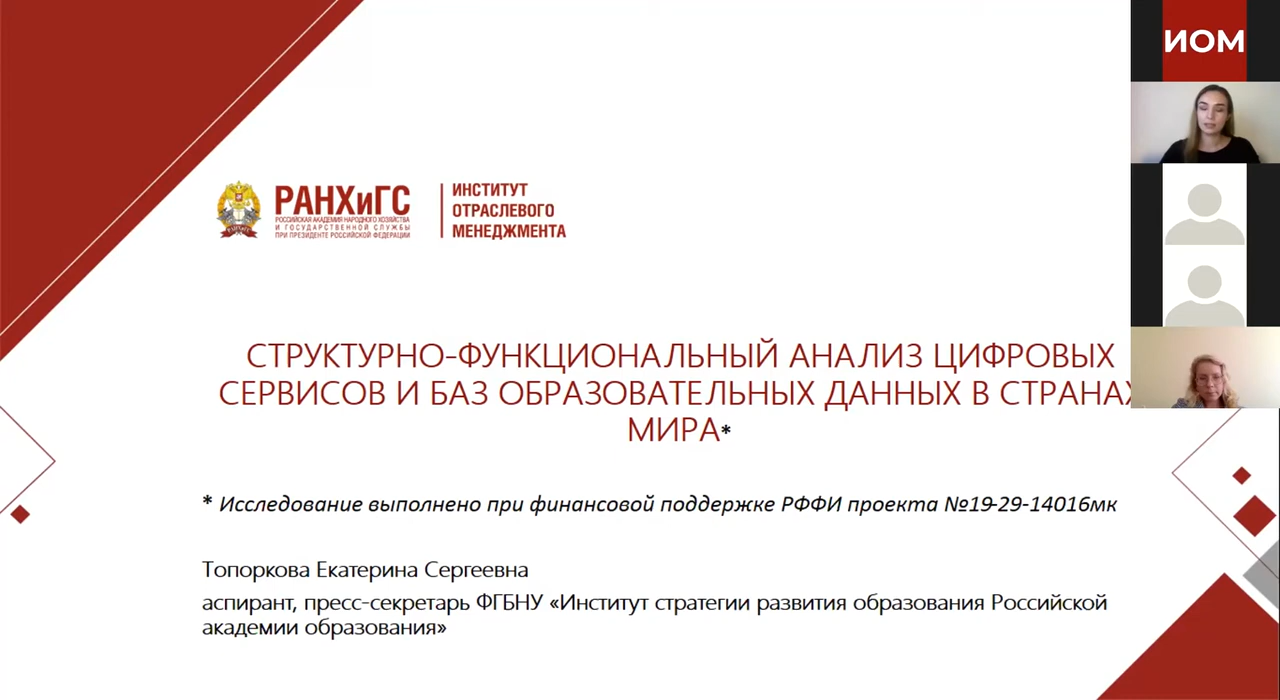 ИОМ
РАНХиГС
РОССИЙСКАЯ АКАДЕМИЯ НАРОДНОГО ХОЗЯЙСТВА
И ГОСУДАРСТВЕННОЙ СЛУЖБЫ
ПРИ ПРЕЗИДЕНТЕ РОССИЙСКОЙ ФЕДЕРАЦИИ
РАНХиГС
ИНСТИТУТ
ОТРАСЛЕВОГО
МЕНЕДЖМЕНТА
СТРУКТУРНО-ФУНКЦИОНАЛЬНЫЙ АНАЛИЗ ЦИФРОВЫХ
СЕРВИСОВ И БАЗ ОБРАЗОВАТЕЛЬНЫХ ДАННЫХ В СТРАНАХ
МИРА*
* Исследование выполнено при финансовой поддержке РФФИ проекта №19-29-14016мк
Топоркова Екатерина Сергеевна
аспирант, пресс-секретарь ФГБНУ «Институт стратегии развития образования Российской
академии образования»